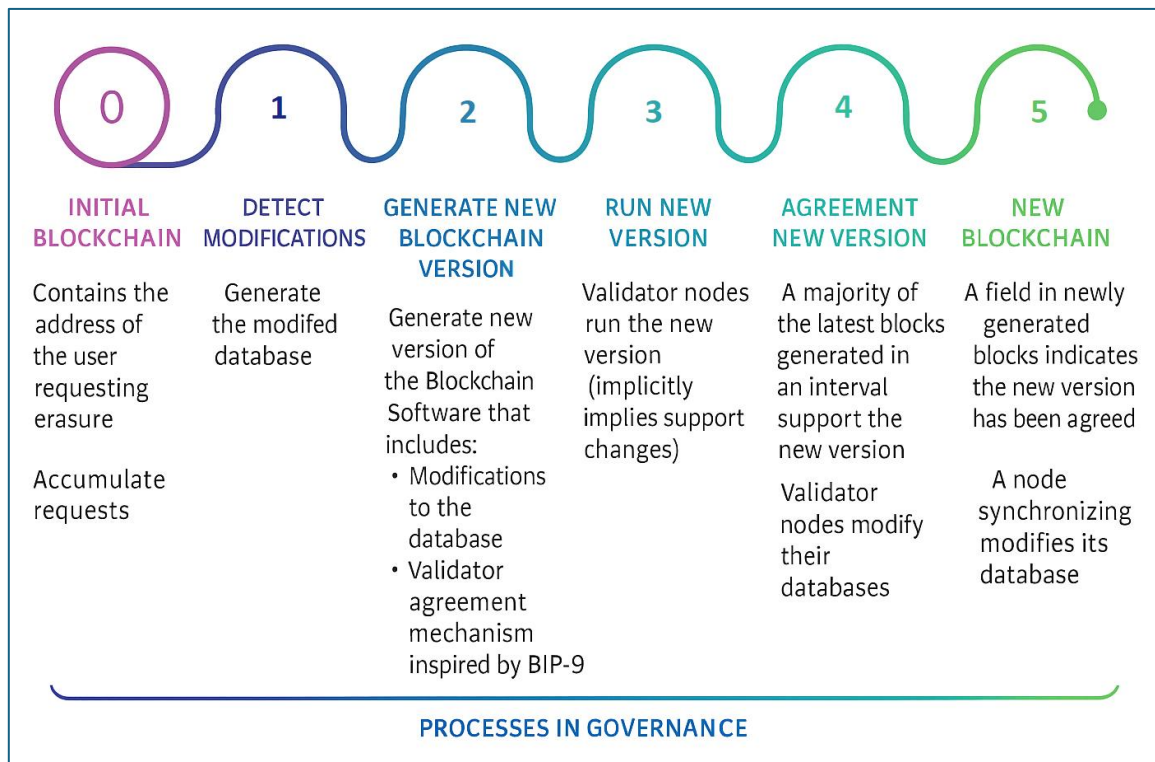 0
INITIAL
BLOCKCHAIN
Contains the
address of
the user
requesting
erasure
Accumulate
requests
1
DETECT
MODIFICATIONS
Generate
the modifed
database
2
GENERATE NEW
BLOCKCHAIN
VERSION
Generate new
version of
the Blockchain
Software that
includes:
• Modifications
to the
database
• Validator
agreement
mechanism
inspired by BIP-9
3
RUN NEW
VERSION
Validator nodes
run the new
version
(implicitly
implies support
changes)
4
AGREEMENT
NEW VERSION
A majority of
the latest blocks
generated in
an interval
support the
new version
Validator
nodes modify
their
databases
5
NEW
BLOCKCHAIN
A field in newly
generated
blocks indicates
the new version
has been agreed
A node
synchronizing
modifies its
database
PROCESSES IN GOVERNANCE